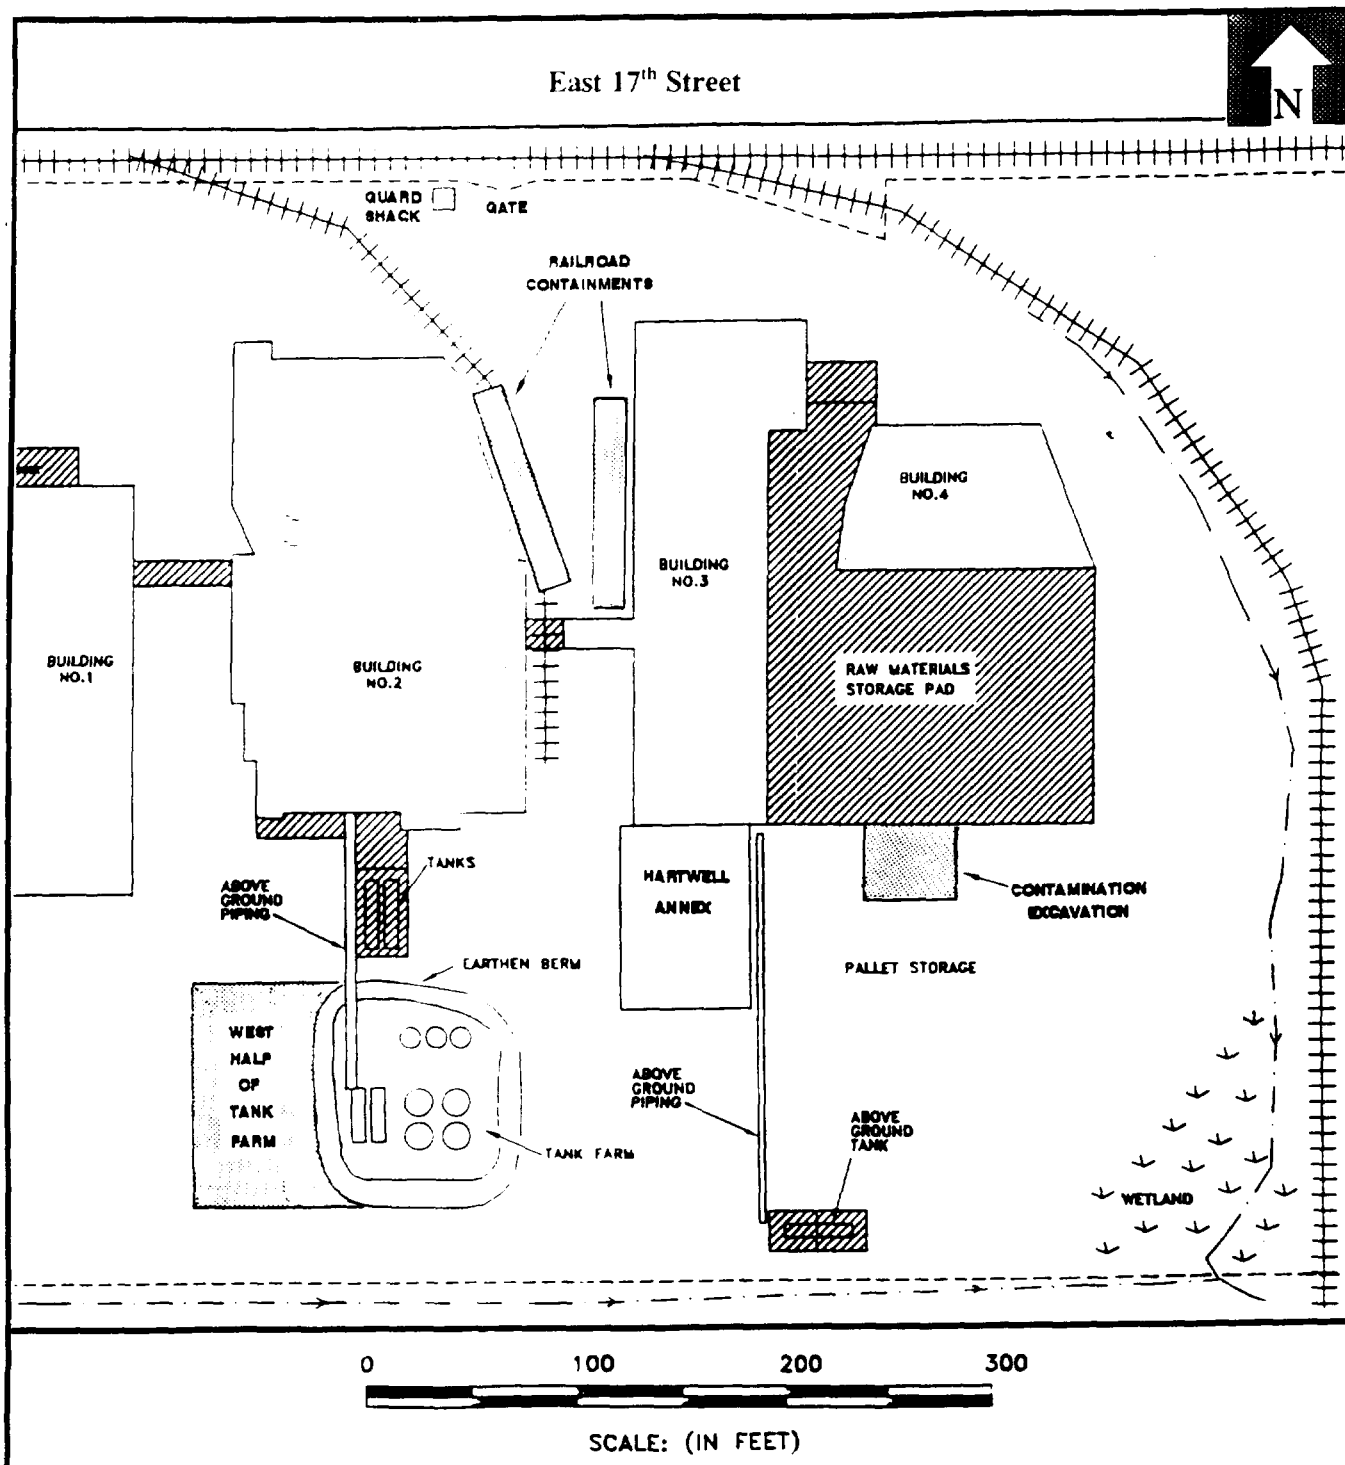 East 17th Street
N
GUARD
SHACK
GATE
RAILROAD
CONTAINMENTS
BUILDING
NO.4
BUILDING
NO.3
BUILDING
NO.1
BUILDING
NO.2
RAW MATERIALS
STORAGE PAD
TANKS
HARTWELL
ANNEX
ABOVE
GROUND
PIPING
CONTAMINATION
EXCAVATION
EARTHEN BERM
PALLET STORAGE
WEST
HALF
OF
TANK
FARM
ABOVE
GROUND
PIPING
ABOVE
GROUND
TANK
TANK FARM
WETLAND
0 100 200 300
SCALE: (IN FEET)